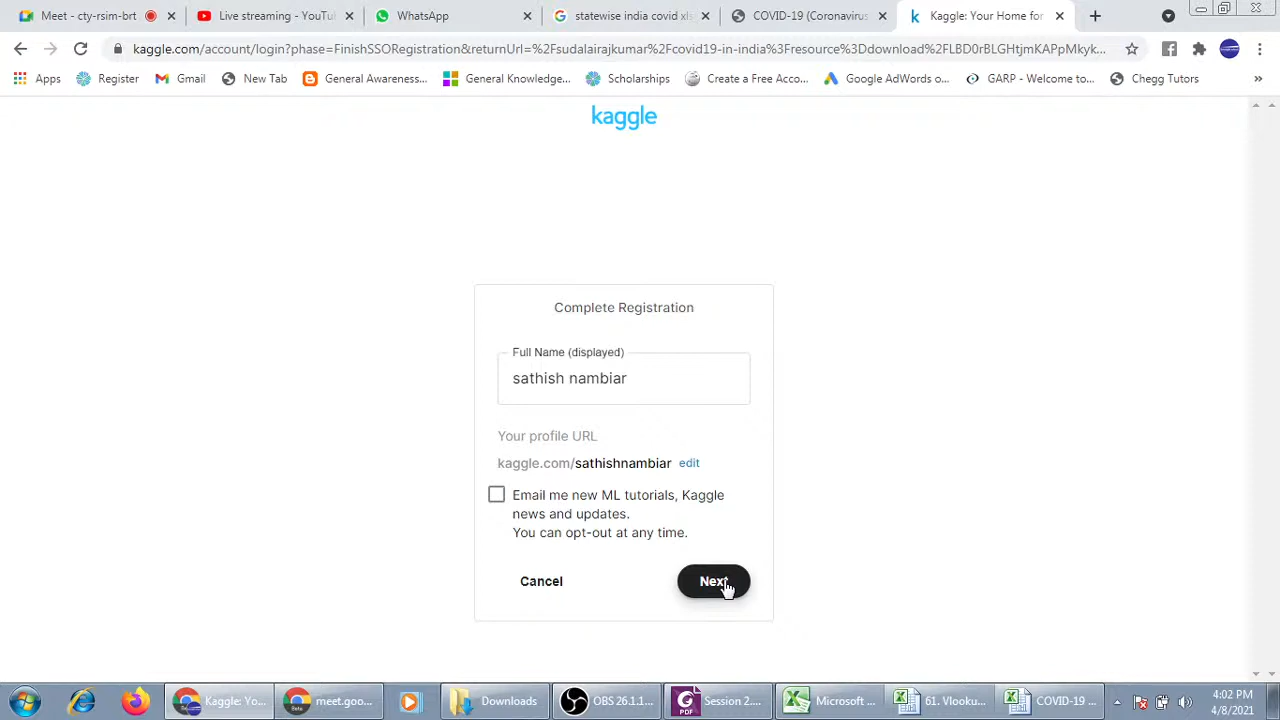 Meet - cty-rsim-brt
Live streaming - YouTu
WhatsApp
statewise india covid xls
COVID-19 (Coronavirus
Kaggle: Your Home for
kaggle.com/account/login?phase=FinishSSORegistration&returnUrl=%2Fsudalairajkumar%2Fcovid19-in-india%3Fresource%3Ddownload%2FLBD0rBLGHtjmKAPpMkyk...
Apps
Register
Gmail
New Tab
General Awareness...
General Knowledge...
Scholarships
Create a Free Acco...
Google AdWords o...
GARP - Welcome to...
Chegg Tutors
»
kaggle
Complete Registration
Full Name (displayed)
sathish nambiar
Your profile URL
kaggle.com/sathishnambiar edit
Email me new ML tutorials, Kaggle
news and updates.
You can opt-out at any time.
Cancel
Next
Kaggle: Yo...
meet.goo...
Downloads
OBS 26.1.1...
Session 2....
Microsoft ...
61. Vlooku...
COVID-19 ...
4:02 PM
4/8/2021